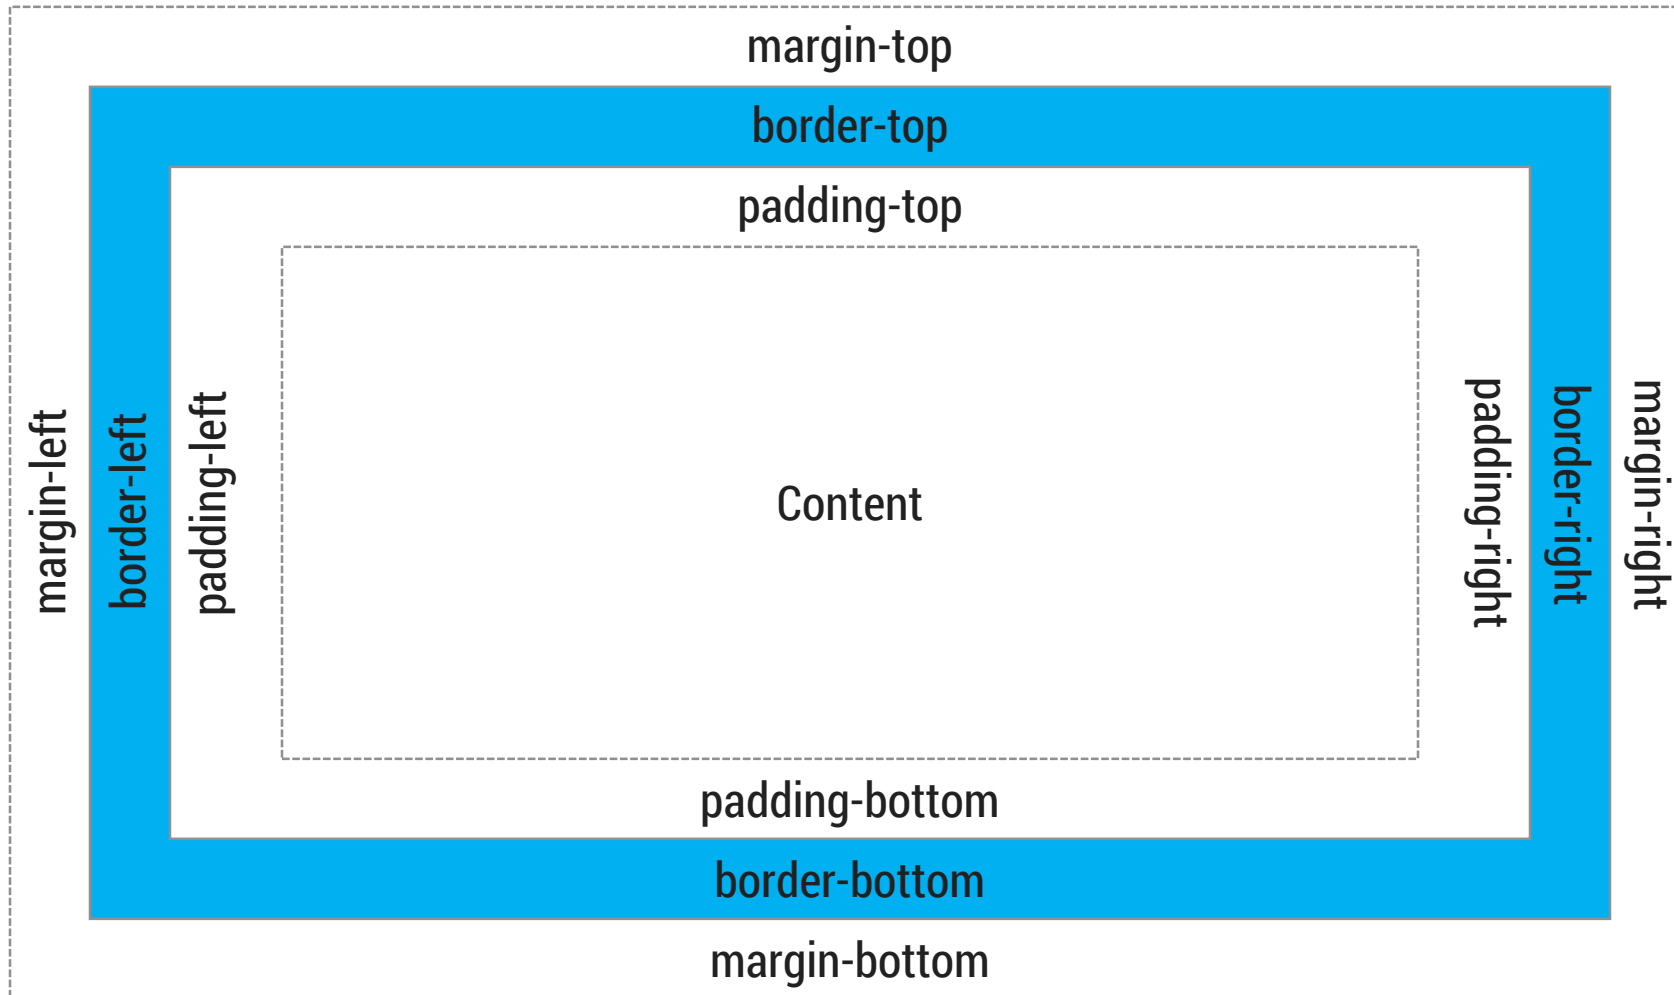 margin-top
border-top
padding-top
margin-left
border-left
padding-left
Content
padding-right
border-right
margin-right
padding-bottom
border-bottom
margin-bottom